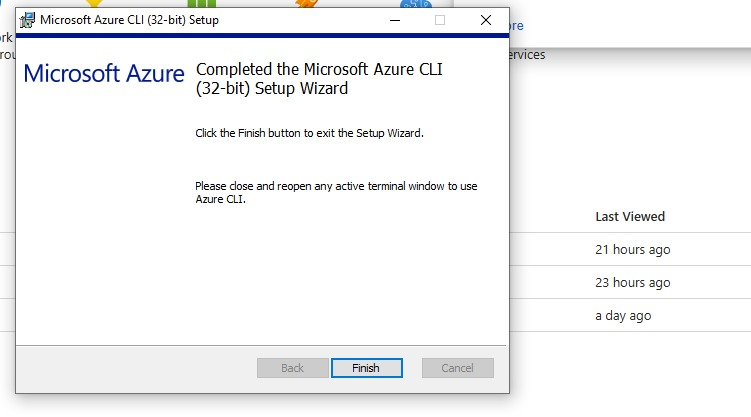 Microsoft Azure CLI (32-bit) Setup
ore
ork
rou
ervices
Microsoft Azure
Completed the Microsoft Azure CLI
(32-bit) Setup Wizard
Click the Finish button to exit the Setup Wizard.
Please close and reopen any active terminal window to use
Azure CLI.
Last Viewed
21 hours ago
23 hours ago
a day ago
Back
Finish
Cancel